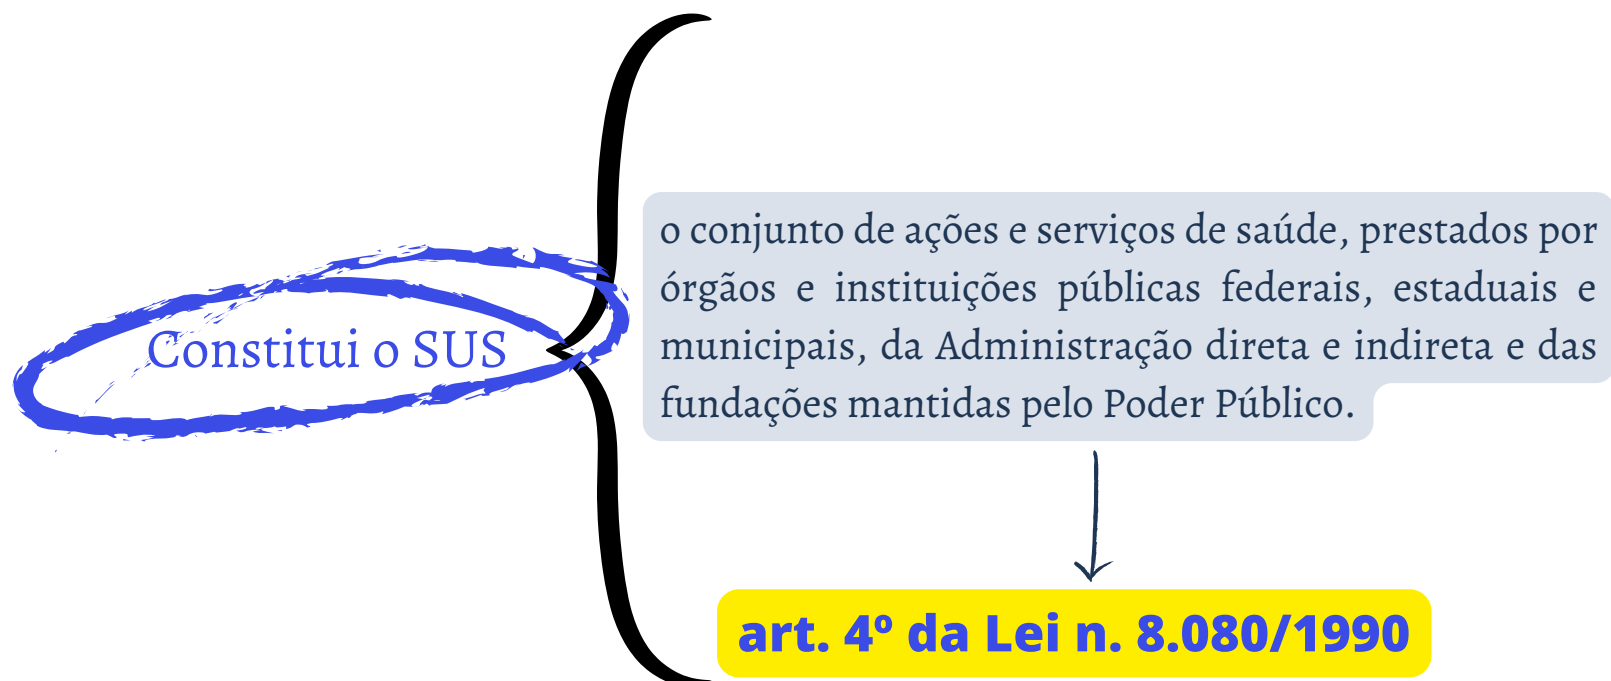 Constitui o SUS
o conjunto de ações e serviços de saúde, prestados por
órgãos e instituições públicas federais, estaduais e
municipais, da Administração direta e indireta e das
fundações mantidas pelo Poder Público.
art. 4º da Lei n. 8.080/1990